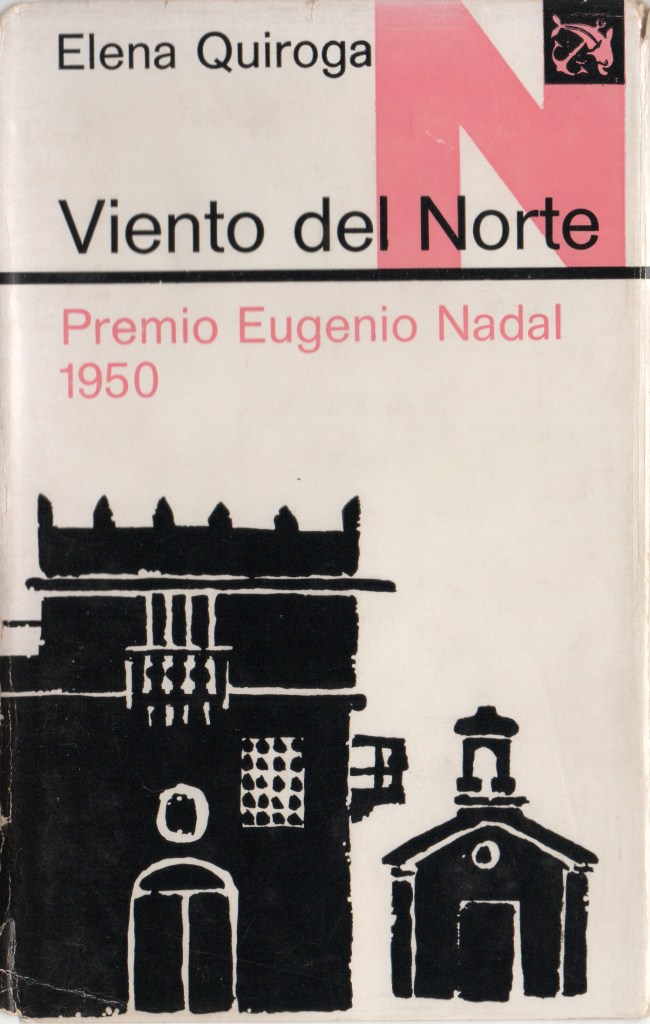 Elena Quiroga
N
Viento del Norte
Premio Eugenio Nadal
1950